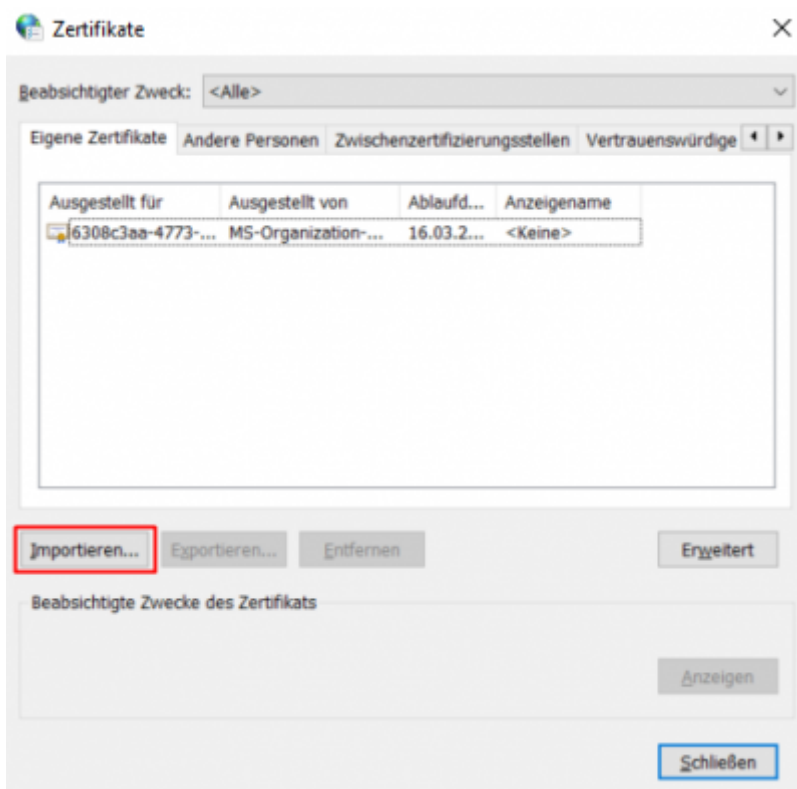 Zertifikate
Beabsichtigter Zweck: <Alle>
Eigene Zertifikate Andere Personen Zwischenzertifizierungsstellen Vertrauenswürdige
Ausgestellt für Ausgestellt von Ablaufd... Anzeigename
6308c3aa-4773-... MS-Organization-... 16.03.2... <Keine>
Importieren... Exportieren... Entfernen Erweitert
Beabsichtigte Zwecke des Zertifikats
Anzeigen
Schließen